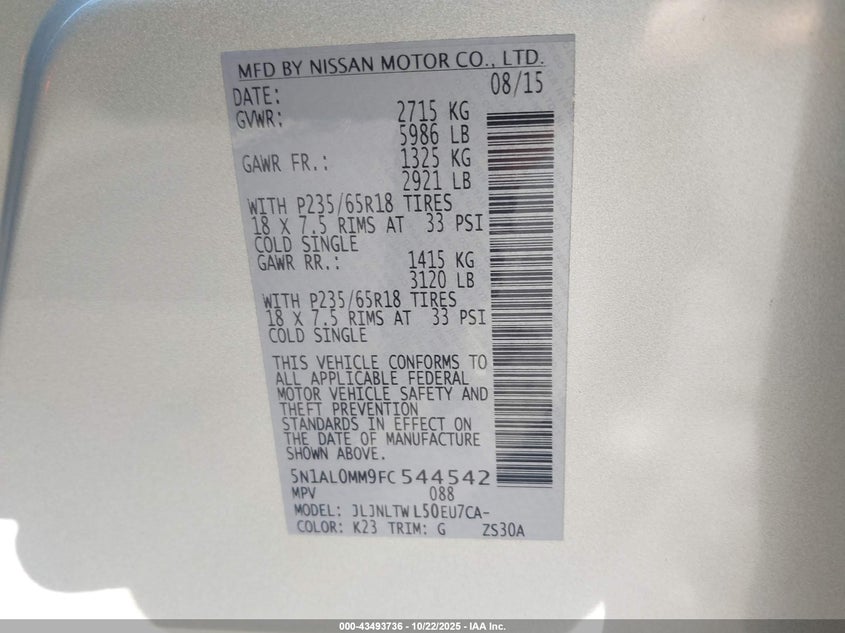 MFD BY NISSAN MOTOR CO., LTD.
DATE: 08/15
GVWR: 2715 KG
5986 LB
GAWR FR.: 1325 KG
2921 LB
WITH P235/65R18 TIRES
18 X 7.5 RIMS AT 33 PSI
COLD SINGLE
GAWR RR.: 1415 KG
3120 LB
WITH P235/65R18 TIRES
18 X 7.5 RIMS AT 33 PSI
COLD SINGLE
THIS VEHICLE CONFORMS TO
ALL APPLICABLE FEDERAL
MOTOR VEHICLE SAFETY AND
THEFT PREVENTION
STANDARDS IN EFFECT ON
THE DATE OF MANUFACTURE
SHOWN ABOVE.
5N1AL0MM9FC544542
MPV 088
MODEL: JLJNLTWL50EU7CA-
COLOR: K23 TRIM: G ZS30A
000-43493736 - 10/22/2025 - IAA Inc.